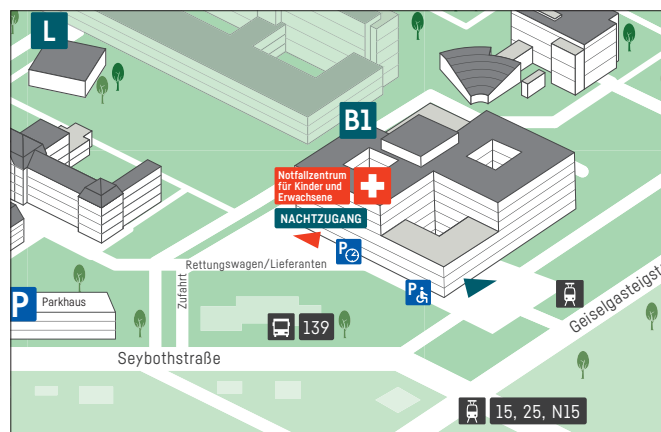 L
B1
Notfallzentrum
für Kinder und
Erwachsene
NACHTZUGANG
P
Rettungswagen/Lieferanten
P
P
Parkhaus
Zufahrt
139
Geiselgasteigst
Seybothstraße
15, 25, N15